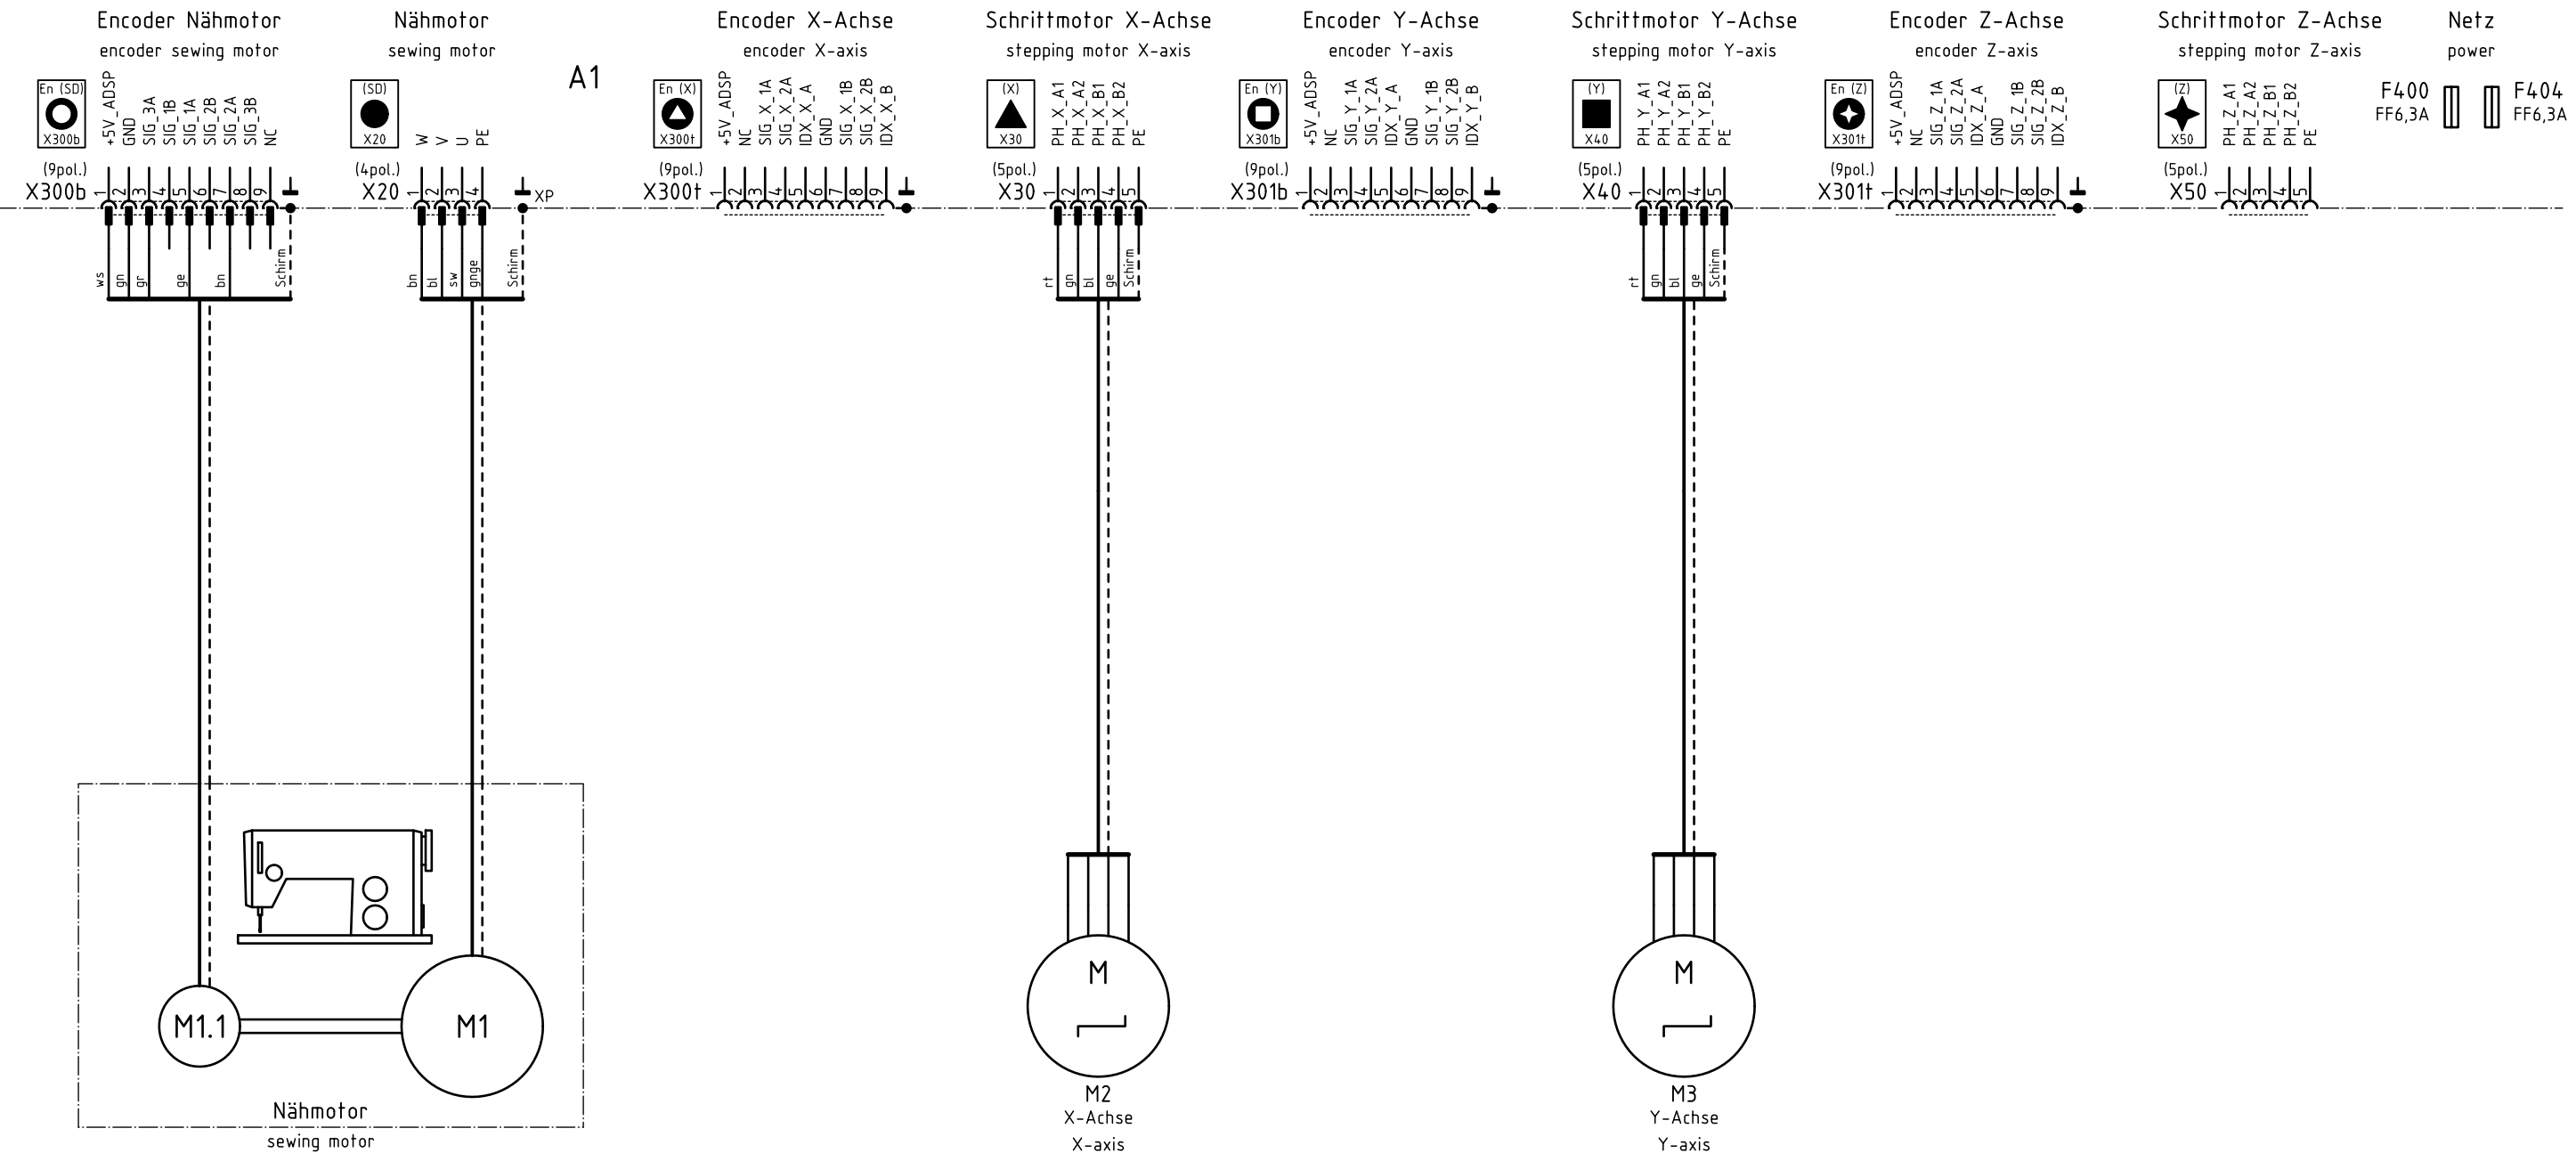 Encoder Nähmotor
encoder sewing motor
En (SD)
X300b
(9pol.)
X300b
+5V_ADSP
GND
SIG_3A
SIG_1B
SIG_1A
SIG_2B
SIG_2A
SIG_3B
NC
1 2 3 4 5 6 7 8 9
ws gn gr ge bn Schirm
Nähmotor
sewing motor
(SD)
X20
(4pol.)
X20
W
V
U
PE
1 2 3 4
XP
bn bl sw gnge Schirm
A1
Encoder X-Achse
encoder X-axis
En (X)
X300t
(9pol.)
X300t
+5V_ADSP
NC
SIG_X_1A
SIG_X_2A
IDX_X_A
GND
SIG_X_1B
SIG_X_2B
IDX_X_B
1 2 3 4 5 6 7 8 9
Schrittmotor X-Achse
stepping motor X-axis
(X)
X30
(5pol.)
X30
PH_X_A1
PH_X_A2
PH_X_B1
PH_X_B2
PE
1 2 3 4 5
rt gn bl ge Schirm
Encoder Y-Achse
encoder Y-axis
En (Y)
X301b
(9pol.)
X301b
+5V_ADSP
NC
SIG_Y_1A
SIG_Y_2A
IDX_Y_A
GND
SIG_Y_1B
SIG_Y_2B
IDX_Y_B
1 2 3 4 5 6 7 8 9
Schrittmotor Y-Achse
stepping motor Y-axis
(Y)
X40
(5pol.)
X40
PH_Y_A1
PH_Y_A2
PH_Y_B1
PH_Y_B2
PE
1 2 3 4 5
rt gn bl ge Schirm
Encoder Z-Achse
encoder Z-axis
En (Z)
X301t
(9pol.)
X301t
+5V_ADSP
NC
SIG_Z_1A
SIG_Z_2A
IDX_Z_A
GND
SIG_Z_1B
SIG_Z_2B
IDX_Z_B
1 2 3 4 5 6 7 8 9
Schrittmotor Z-Achse
stepping motor Z-axis
(Z)
X50
(5pol.)
X50
PH_Z_A1
PH_Z_A2
PH_Z_B1
PH_Z_B2
PE
1 2 3 4 5
Netz
power
F400
FF6,3A
F404
FF6,3A
M1.1
M1
Nähmotor
sewing motor
M
M2
X-Achse
X-axis
M
M3
Y-Achse
Y-axis